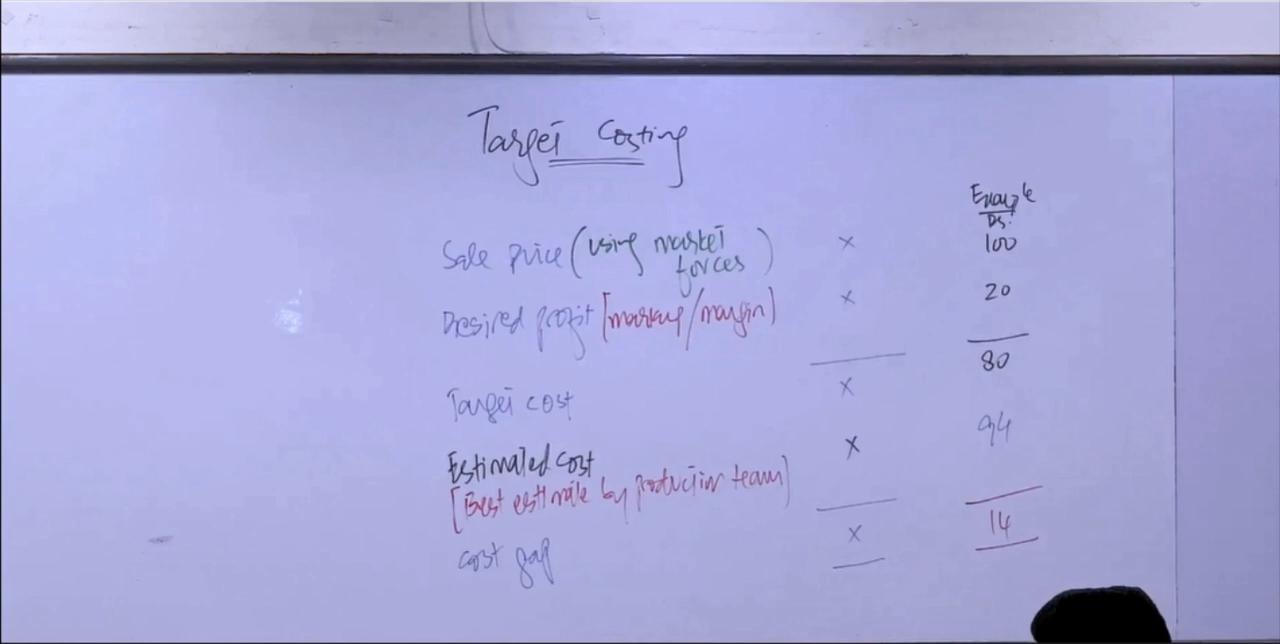 Target Costing
Example
Ds.
Sale price (using market forces) x 100
Desired profit [markup/margin] x 20
x 80
Target cost
Estimated cost x 94
[Best estimate by production team]
Cost gap x 14